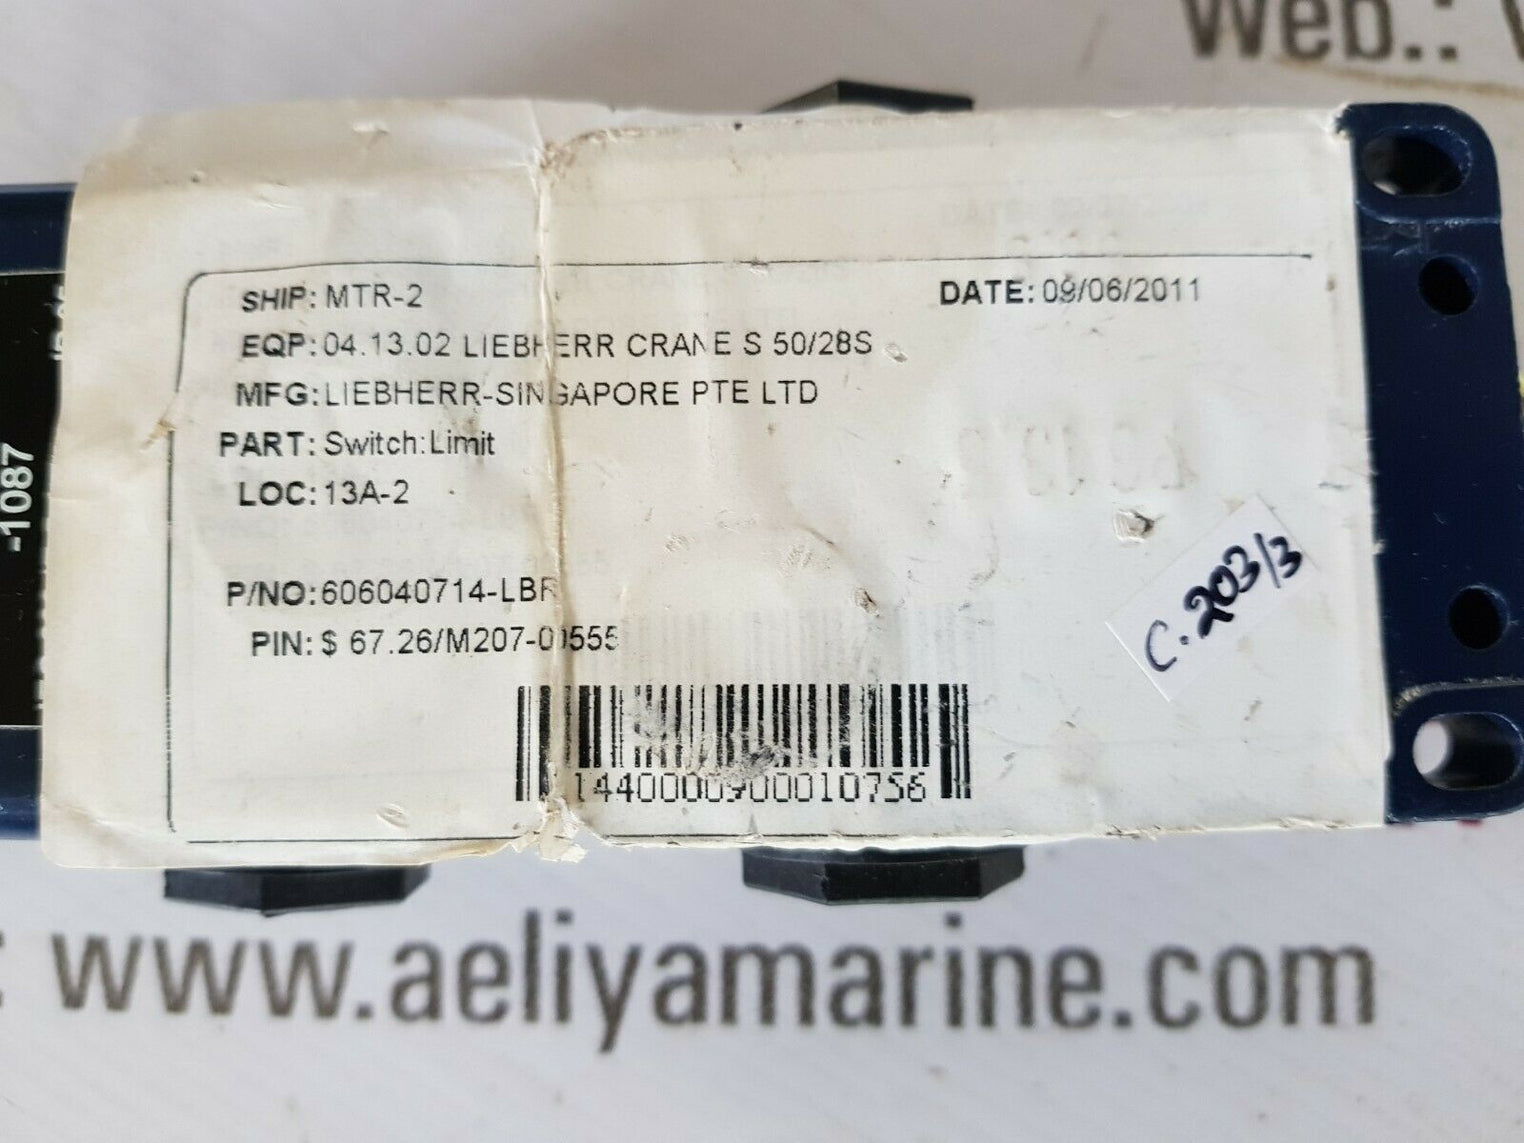 Web.:
SHIP: MTR-2
DATE: 09/06/2011
EQP: 04.13.02 LIEBHERR CRANE S 50/28S
MFG: LIEBHERR-SINGAPORE PTE LTD
PART: Switch:Limit
LOC: 13A-2
-1087
C.203/3
P/NO: 606040714-LBR
PIN: $ 67.26/M207-00555
1440000900010756
www.aeliyamarine.com